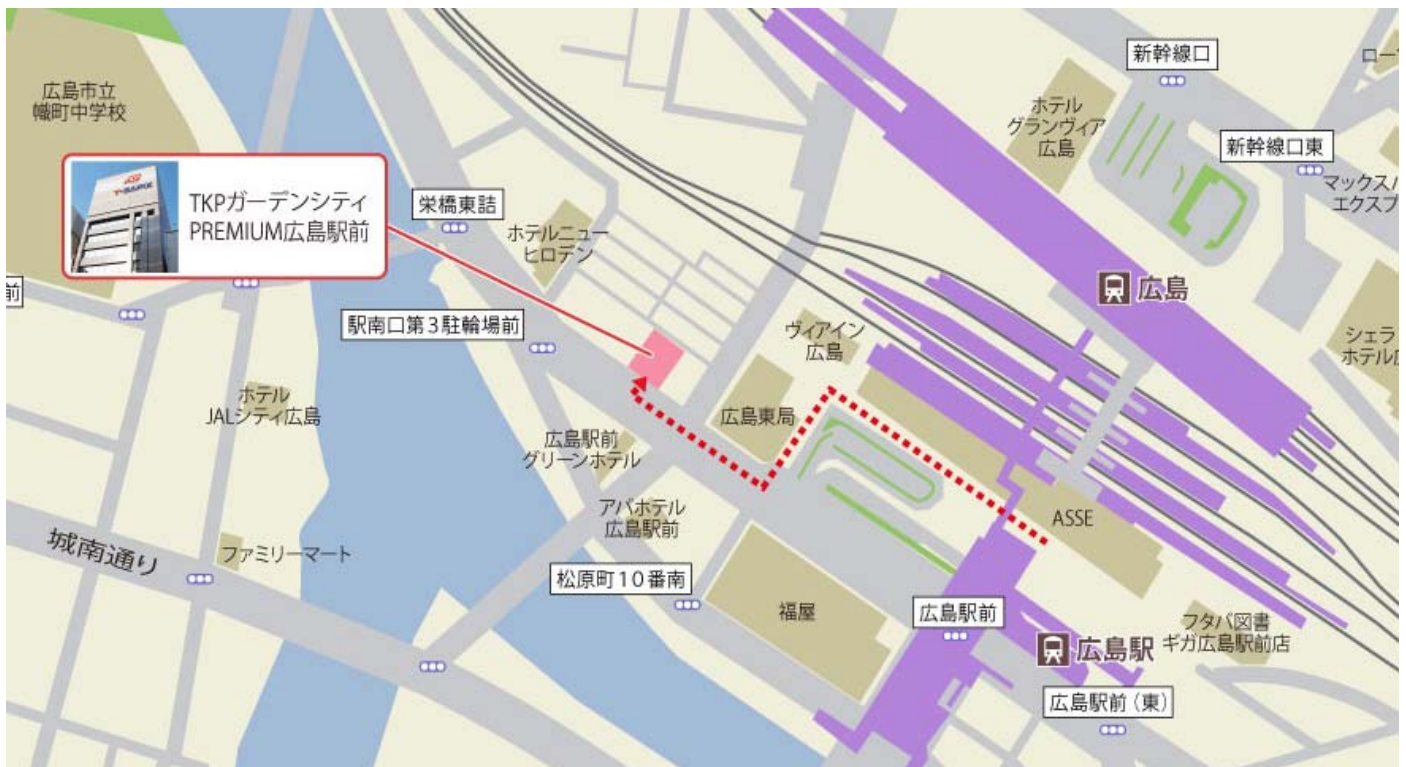 新幹線口
ロー
広島市立
幟町中学校
ホテル
グランヴィア
広島
新幹線口東
マックスバ
エクスプ
TKPガーデンシティ
PREMIUM広島駅前
栄橋東詰
ホテルニュー
ヒロデン
前
広島
駅南口第3駐輪場前
ヴィアイン
広島
シェラ
ホテル広
ホテル
JALシティ広島
広島東局
広島駅前
グリーンホテル
アパホテル
広島駅前
ASSE
城南通り
ファミリーマート
松原町10番南
福屋
広島駅前
フタバ図書
ギガ広島駅前店
広島駅
広島駅前(東)